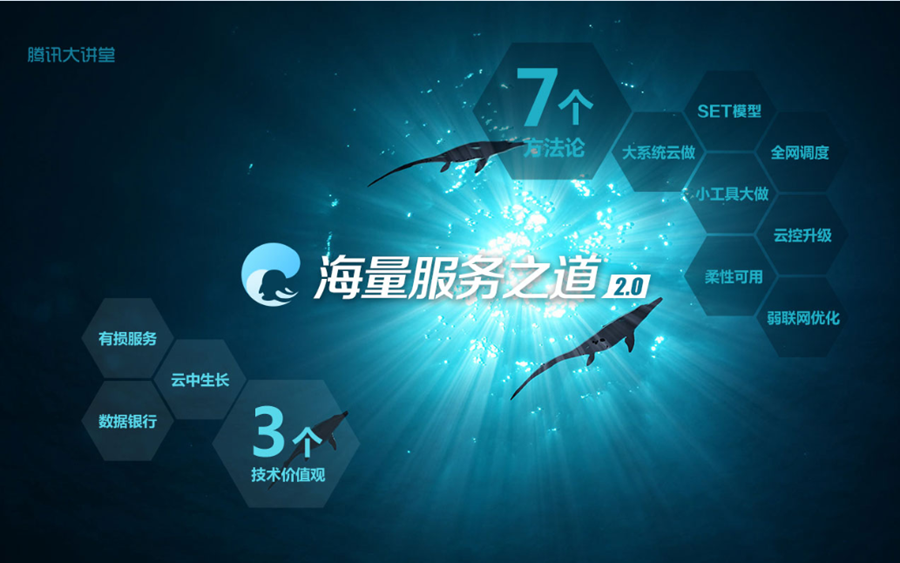 腾讯大讲堂
7个
方法论
SET模型
大系统云做
全网调度
小工具大做
云控升级
柔性可用
弱联网优化
海量服务之道 2.0
有损服务
云中生长
数据银行
3个
技术价值观